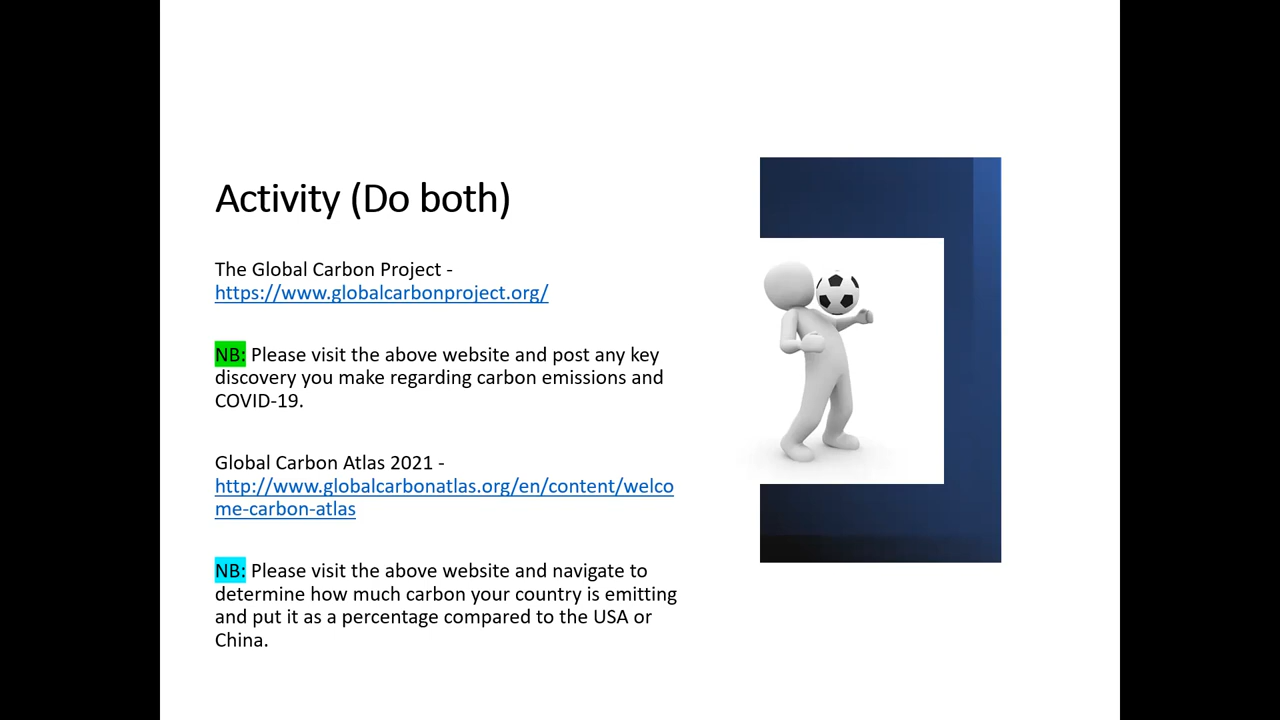 Activity (Do both)
The Global Carbon Project -
https://www.globalcarbonproject.org/
NB: Please visit the above website and post any key
discovery you make regarding carbon emissions and
COVID-19.
Global Carbon Atlas 2021 -
http://www.globalcarbonatlas.org/en/content/welco
me-carbon-atlas
NB: Please visit the above website and navigate to
determine how much carbon your country is emitting
and put it as a percentage compared to the USA or
China.